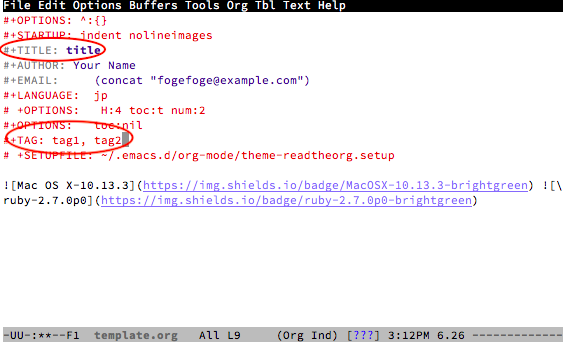 File Edit Options Buffers Tools Org Tbl Text Help
#+OPTIONS: ^:{}
#+STARTUP: indent nolineimages
#+TITLE: title
#+AUTHOR: Your Name
#+EMAIL:     (concat "fogefoge@example.com")
#+LANGUAGE:  jp
# +OPTIONS:   H:4 toc:t num:2
#+OPTIONS:   toc:nil
#+TAG: tag1, tag2
# +SETUPFILE: ~/.emacs.d/org-mode/theme-readtheorg.setup
![Mac OS X-10.13.3](https://img.shields.io/badge/MacOSX-10.13.3-brightgreen) ![\
ruby-2.7.0p0](https://img.shields.io/badge/ruby-2.7.0p0-brightgreen)
-UU-:**--F1  template.org   All L9     (Org Ind) [???] 3:12PM 6.26 -------------